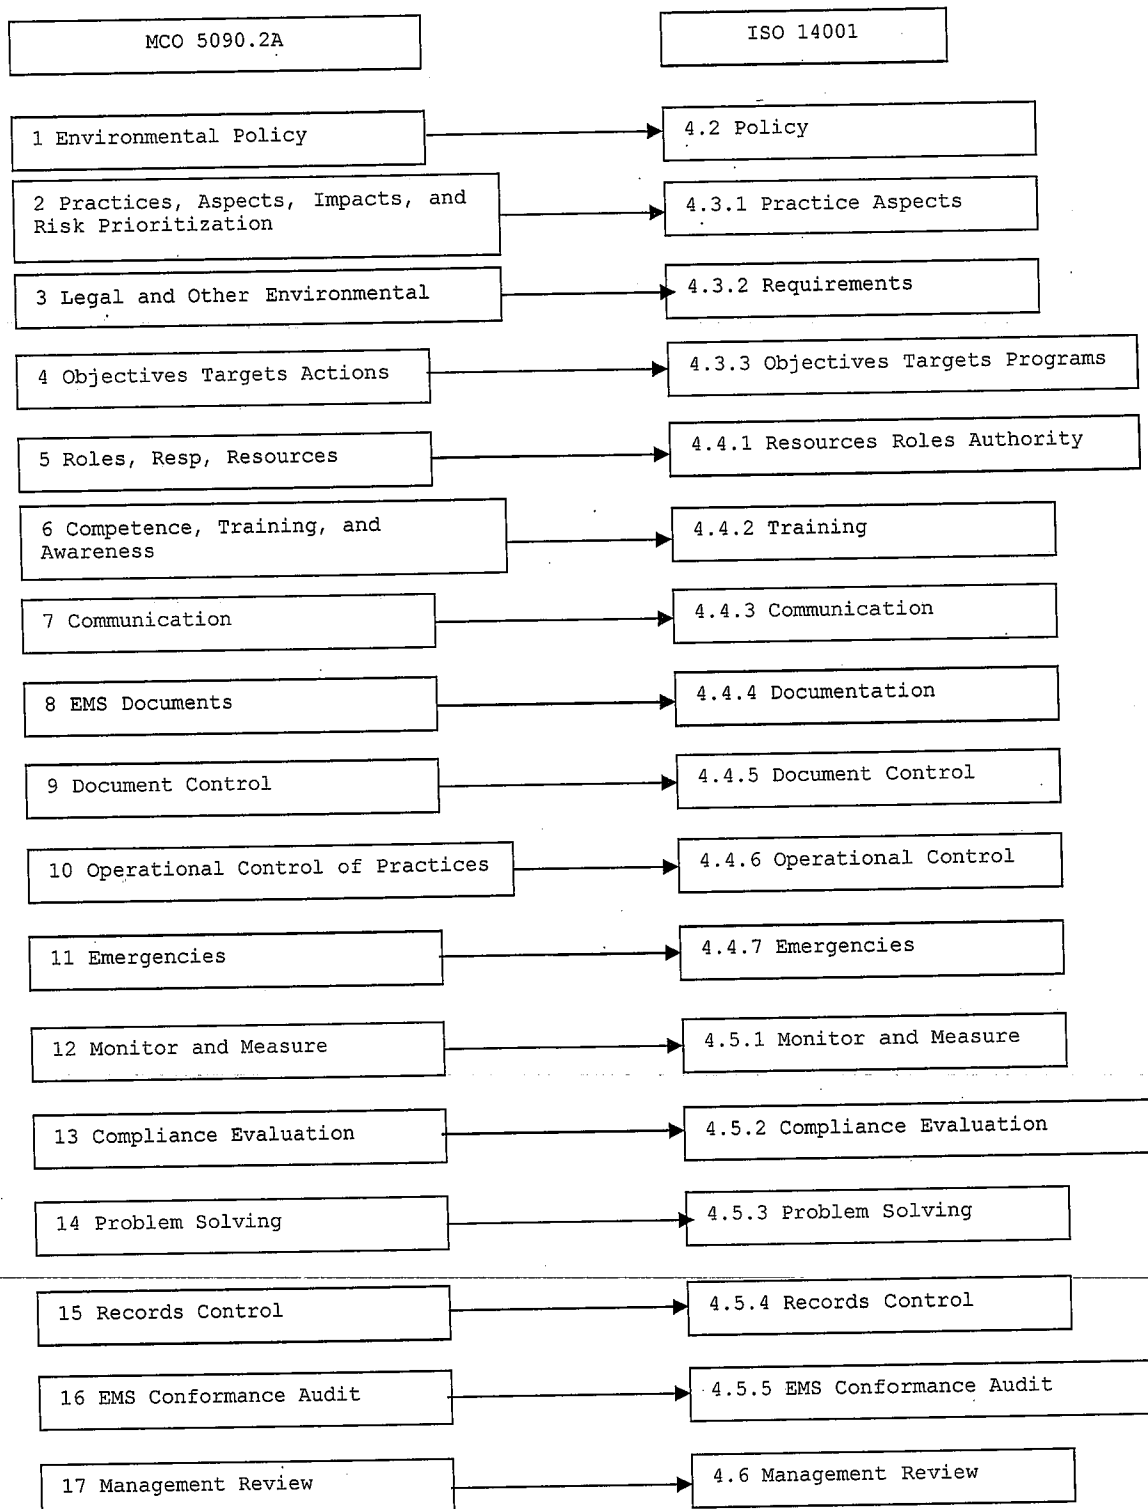 MCO 5090.2A
ISO 14001
1 Environmental Policy
4.2 Policy
2 Practices, Aspects, Impacts, and
Risk Prioritization
4.3.1 Practice Aspects
3 Legal and Other Environmental
4.3.2 Requirements
4 Objectives Targets Actions
4.3.3 Objectives Targets Programs
5 Roles, Resp, Resources
4.4.1 Resources Roles Authority
6 Competence, Training, and
Awareness
4.4.2 Training
7 Communication
4.4.3 Communication
8 EMS Documents
4.4.4 Documentation
9 Document Control
4.4.5 Document Control
10 Operational Control of Practices
4.4.6 Operational Control
11 Emergencies
4.4.7 Emergencies
12 Monitor and Measure
4.5.1 Monitor and Measure
13 Compliance Evaluation
4.5.2 Compliance Evaluation
14 Problem Solving
4.5.3 Problem Solving
15 Records Control
4.5.4 Records Control
16 EMS Conformance Audit
4.5.5 EMS Conformance Audit
17 Management Review
4.6 Management Review